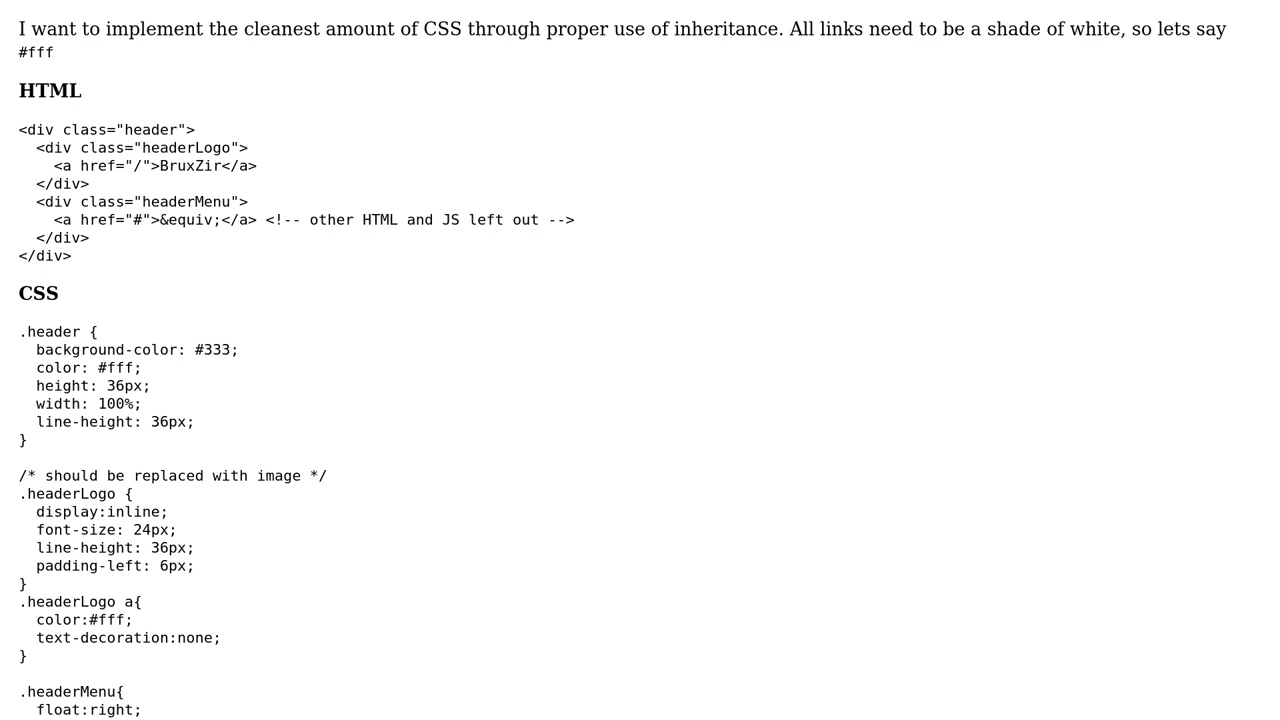 I want to implement the cleanest amount of CSS through proper use of inheritance. All links need to be a shade of white, so lets say
#fff
HTML
<div class="header">
  <div class="headerLogo">
    <a href="/">BruxZir</a>
  </div>
  <div class="headerMenu">
    <a href="#">&equiv;</a> <!-- other HTML and JS left out -->
  </div>
</div>
CSS
.header {
  background-color: #333;
  color: #fff;
  height: 36px;
  width: 100%;
  line-height: 36px;
}
/* should be replaced with image */
.headerLogo {
  display:inline;
  font-size: 24px;
  line-height: 36px;
  padding-left: 6px;
}
.headerLogo a{
  color:#fff;
  text-decoration:none;
}
.headerMenu{
  float:right;